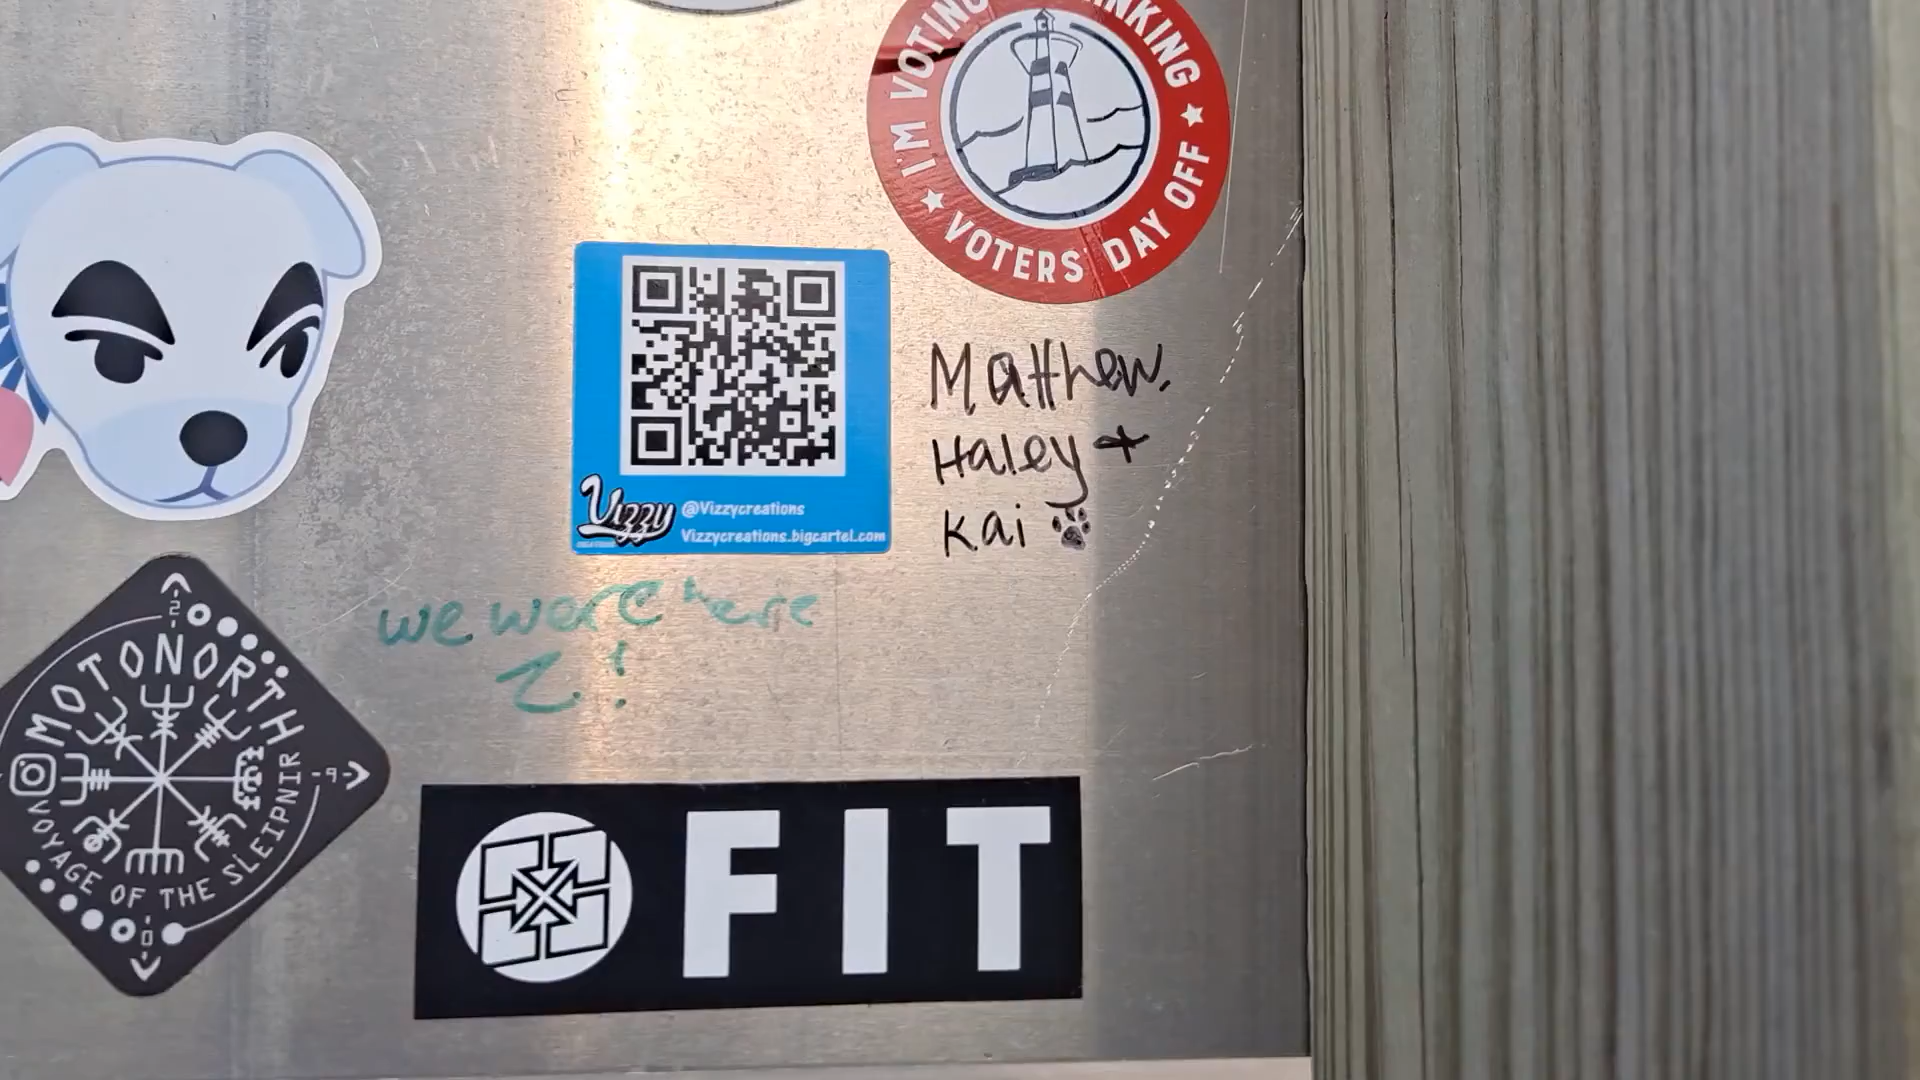 I'M VOTING
VOTERS' DAY OFF
Matthew,
Haley +
Kai
Vizzy
@Vizzycreations
Vizzycreations.bigcartel.com
we were here
2!
MOTONORTH
VOYAGE OF THE SLEIPNIR
FIT